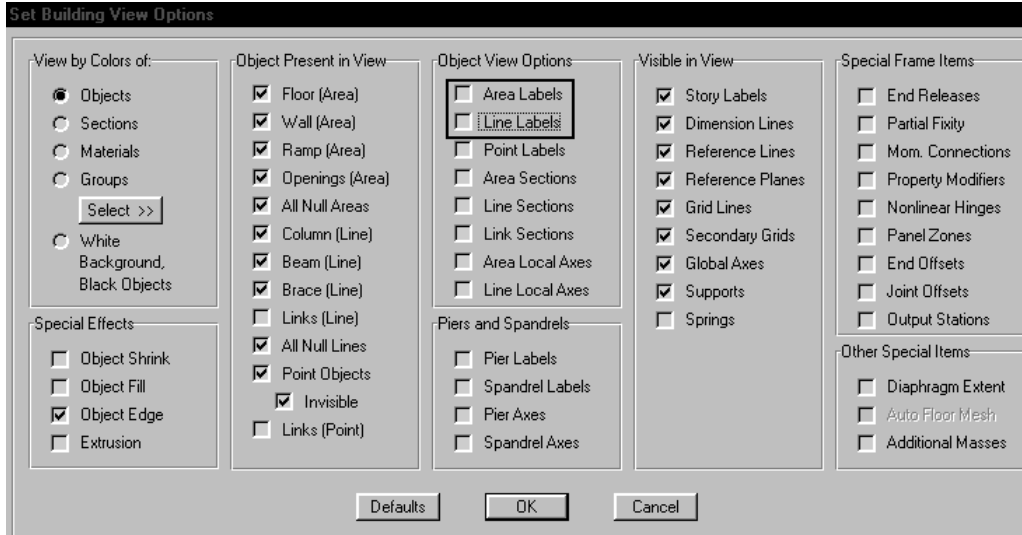 Set Building View Options
View by Colors of:
Objects
Sections
Materials
Groups
Select >>
White
Background,
Black Objects
Special Effects
Object Shrink
Object Fill
Object Edge
Extrusion
Object Present in View
Floor (Area)
Wall (Area)
Ramp (Area)
Openings (Area)
All Null Areas
Column (Line)
Beam (Line)
Brace (Line)
Links (Line)
All Null Lines
Point Objects
Invisible
Links (Point)
Object View Options
Area Labels
Line Labels
Point Labels
Area Sections
Line Sections
Link Sections
Area Local Axes
Line Local Axes
Piers and Spandrels
Pier Labels
Spandrel Labels
Pier Axes
Spandrel Axes
Visible in View
Story Labels
Dimension Lines
Reference Lines
Reference Planes
Grid Lines
Secondary Grids
Global Axes
Supports
Springs
Special Frame Items
End Releases
Partial Fixity
Mom. Connections
Property Modifiers
Nonlinear Hinges
Panel Zones
End Offsets
Joint Offsets
Output Stations
Other Special Items
Diaphragm Extent
Auto Floor Mesh
Additional Masses
Defaults
OK
Cancel